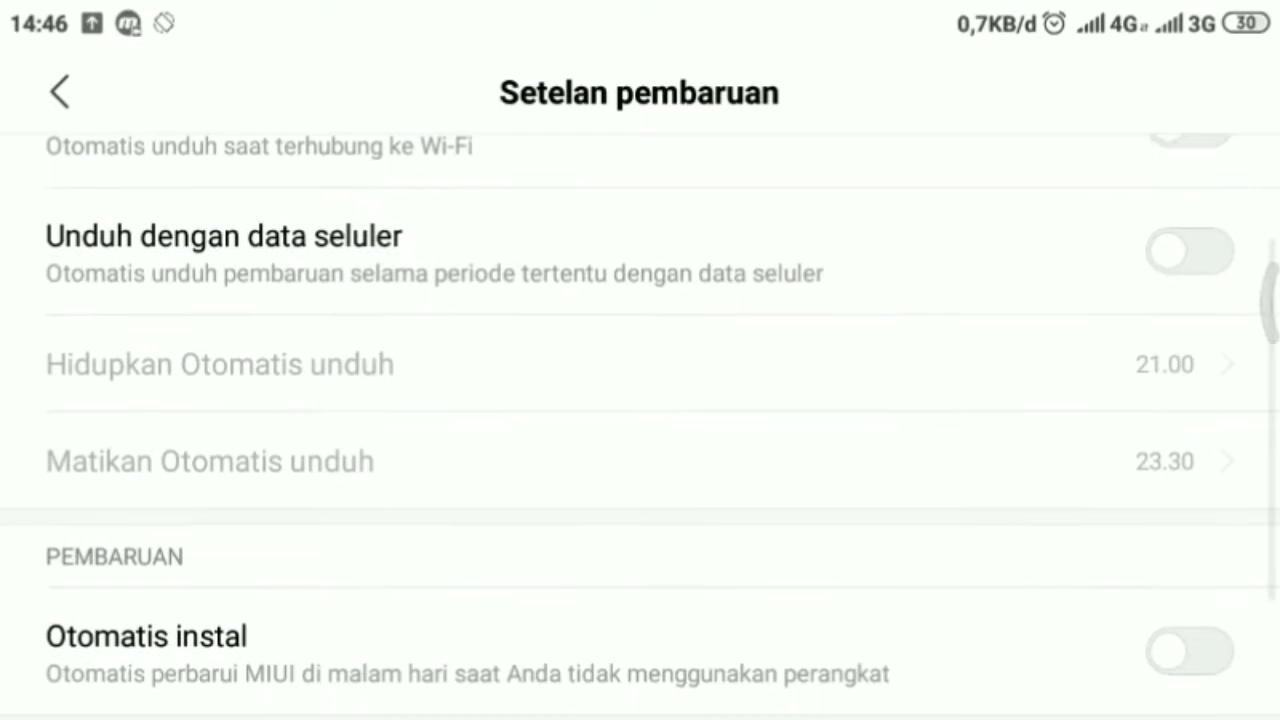 14:46 0,7KB/d 4G 3G 30
Setelan pembaruan
Otomatis unduh saat terhubung ke Wi-Fi
Unduh dengan data seluler
Otomatis unduh pembaruan selama periode tertentu dengan data seluler
Hidupkan Otomatis unduh 21.00
Matikan Otomatis unduh 23.30
PEMBARUAN
Otomatis instal
Otomatis perbarui MIUI di malam hari saat Anda tidak menggunakan perangkat